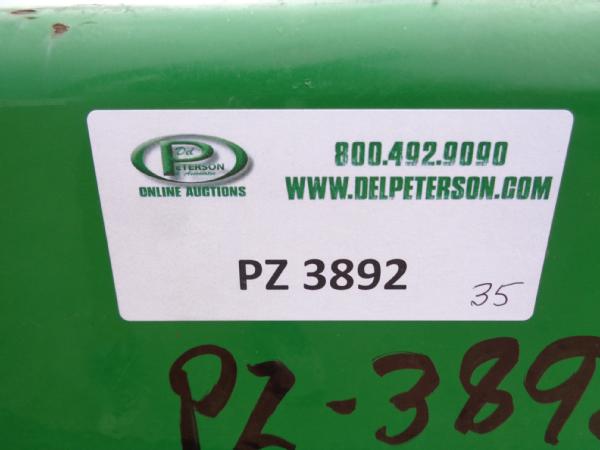 Del
PETERSON
& Associates
ONLINE AUCTIONS
800.492.9090
WWW.DELPETERSON.COM
PZ 3892
35
PZ-389